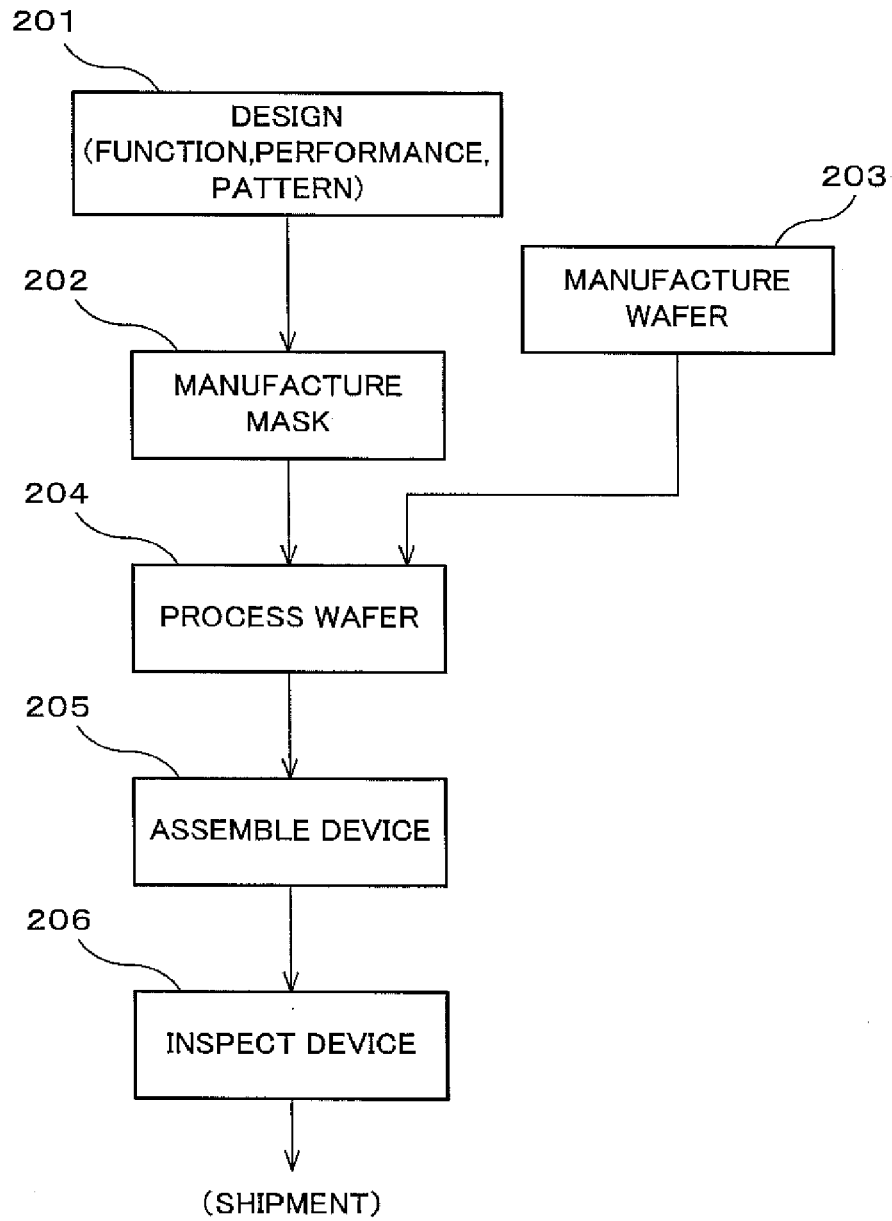 201
DESIGN
(FUNCTION,PERFORMANCE,
PATTERN)
203
MANUFACTURE
WAFER
202
MANUFACTURE
MASK
204
PROCESS WAFER
205
ASSEMBLE DEVICE
206
INSPECT DEVICE
(SHIPMENT)